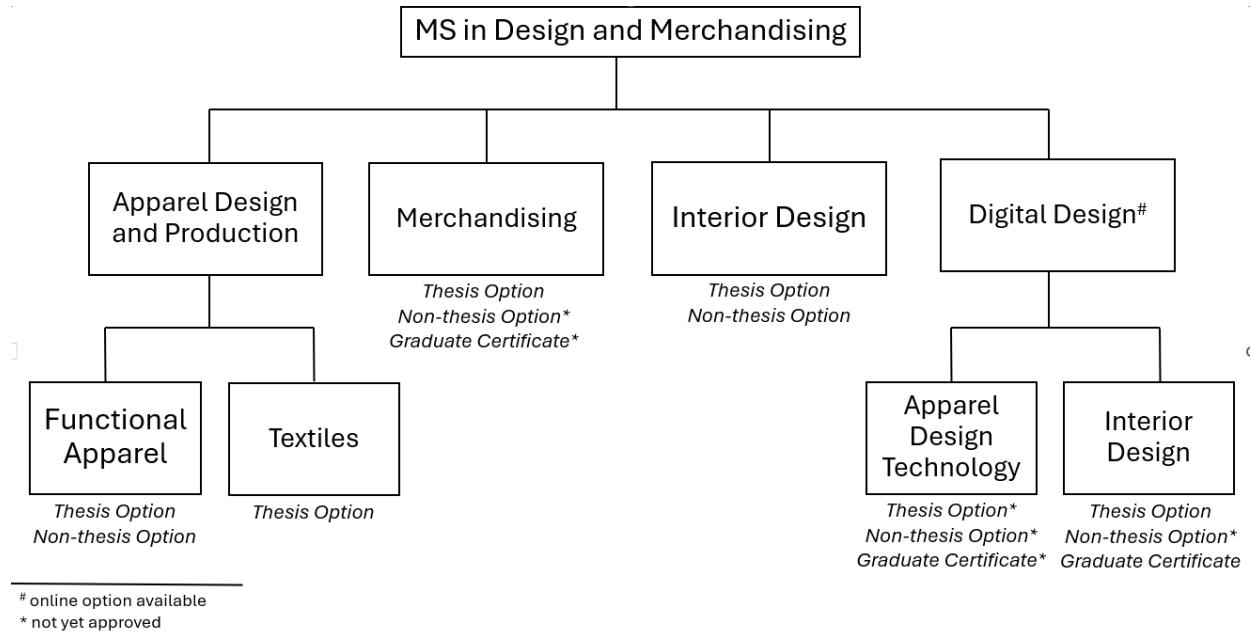 MS in Design and Merchandising
Apparel Design
and Production
Merchandising
Thesis Option
Non-thesis Option*
Graduate Certificate*
Interior Design
Thesis Option
Non-thesis Option
Digital Design#
Functional
Apparel
Thesis Option
Non-thesis Option
Textiles
Thesis Option
Apparel
Design
Technology
Thesis Option*
Non-thesis Option*
Graduate Certificate*
Interior
Design
Thesis Option
Non-thesis Option*
Graduate Certificate
# online option available
* not yet approved